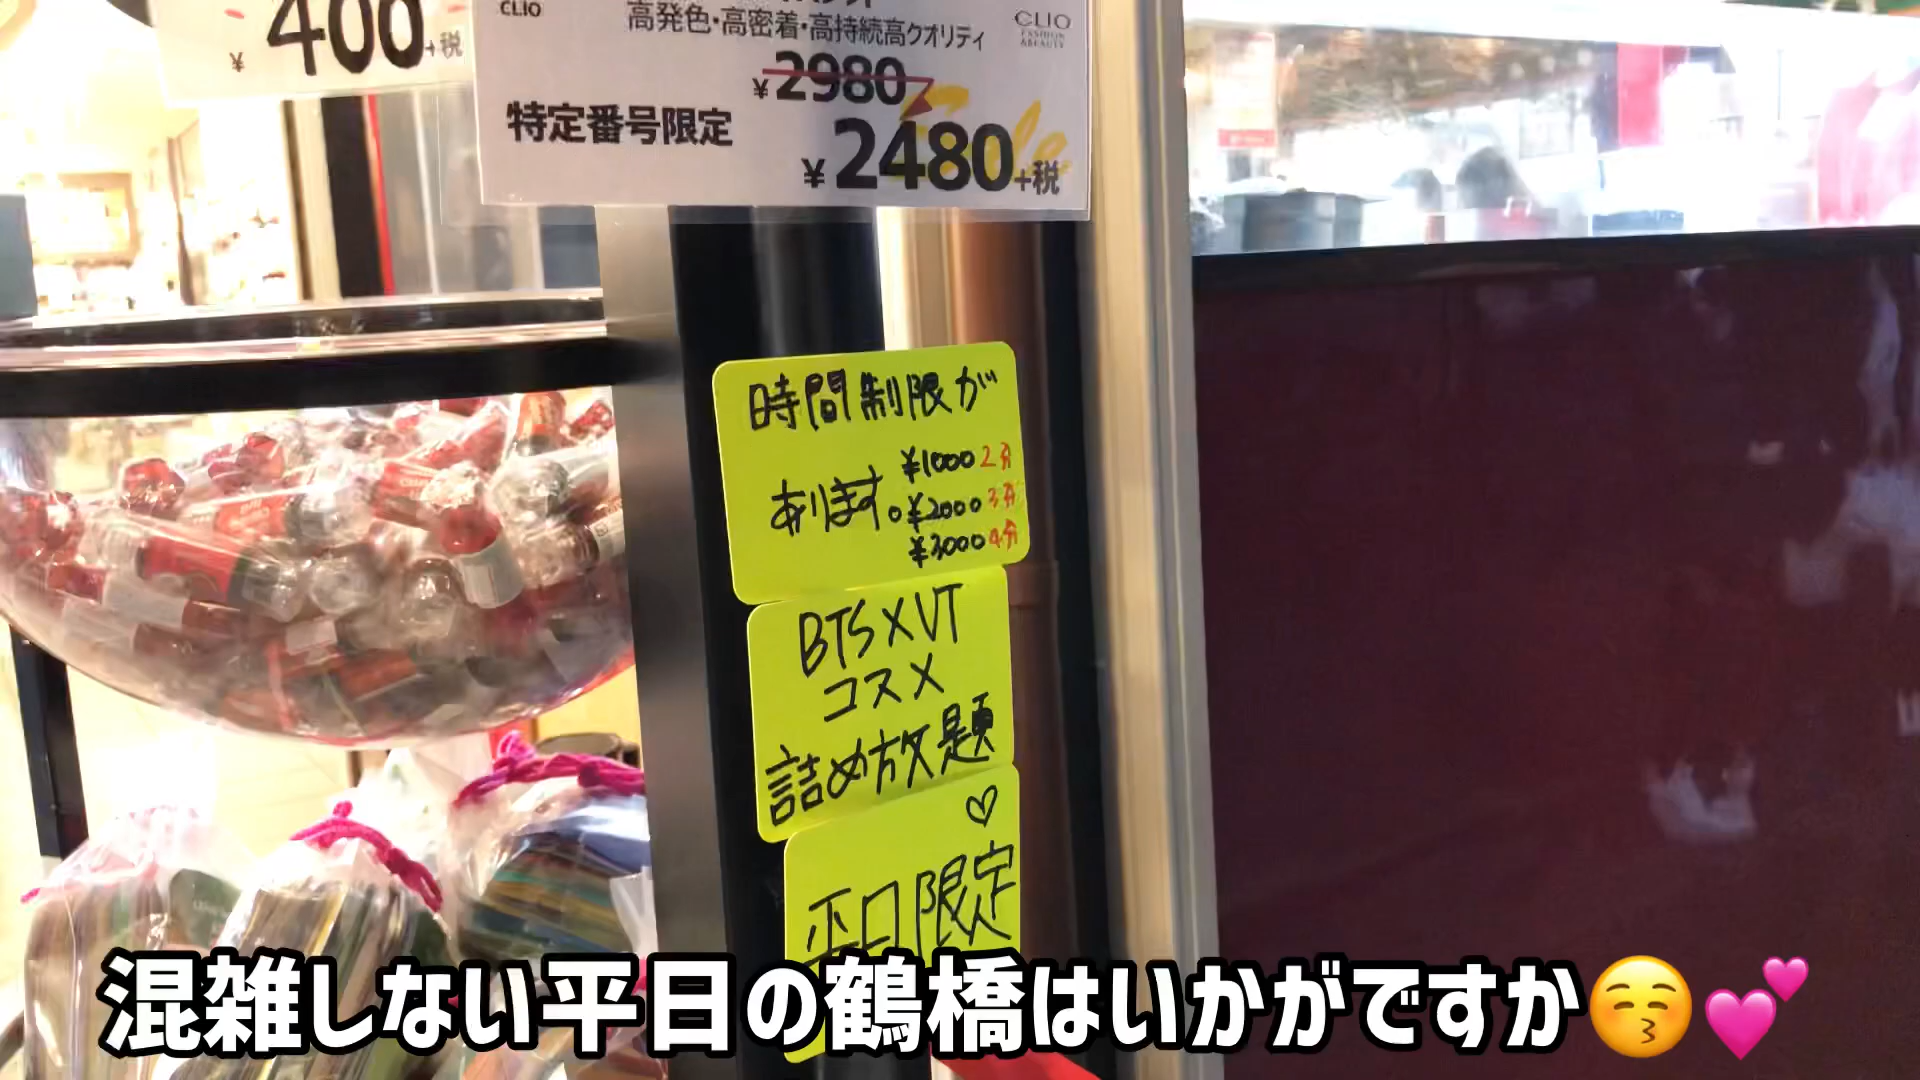 ¥400+税
CLIO
高発色・高密着・高持続高クオリティ
CLIO
FASHION
&BEAUTY
¥2980
Sale
特定番号限定
¥2480+税
時間制限が
あります。
¥1000 2分
¥2000 3分
¥3000 4分
BTS×VT
コスメ
詰め放題
♡
平日限定
混雑しない平日の鶴橋はいかがですか😚💕